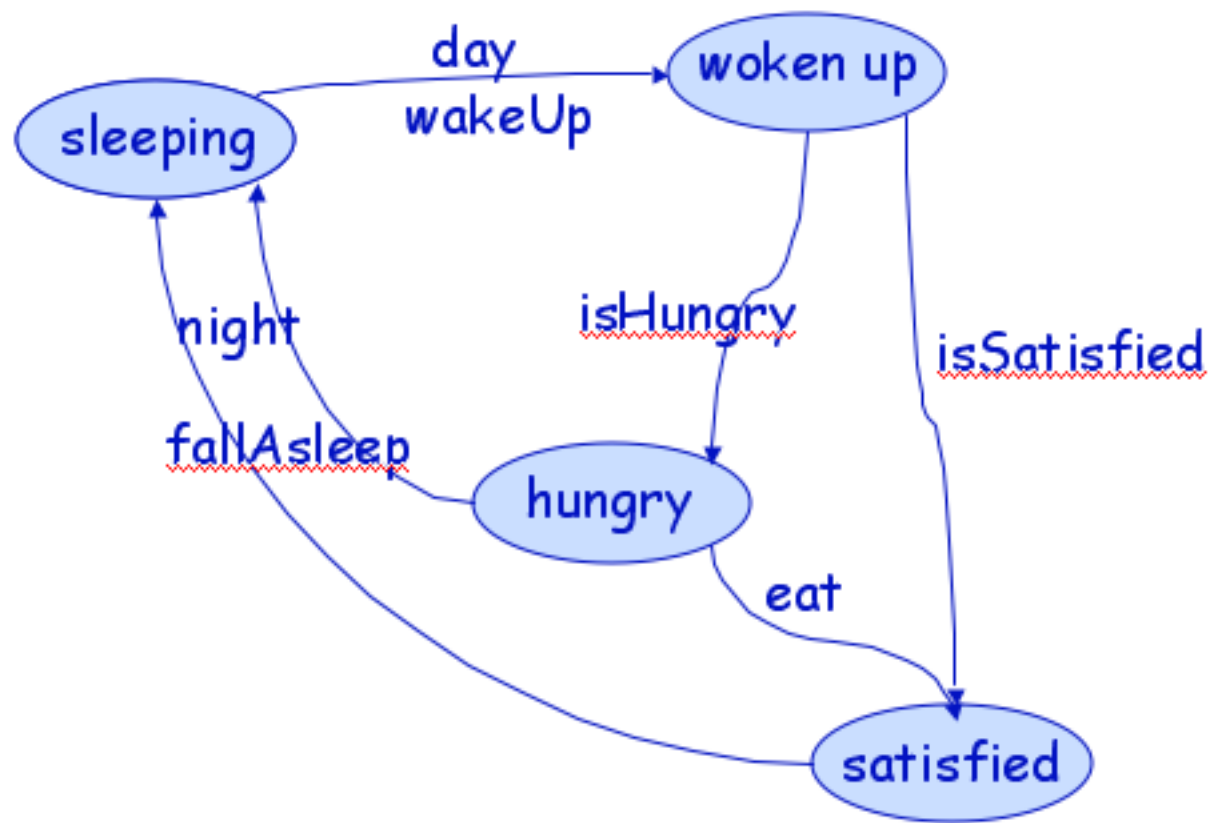 day
woken up
wakeUp
sleeping
night
isHungry
isSatisfied
fallAsleep
hungry
eat
satisfied